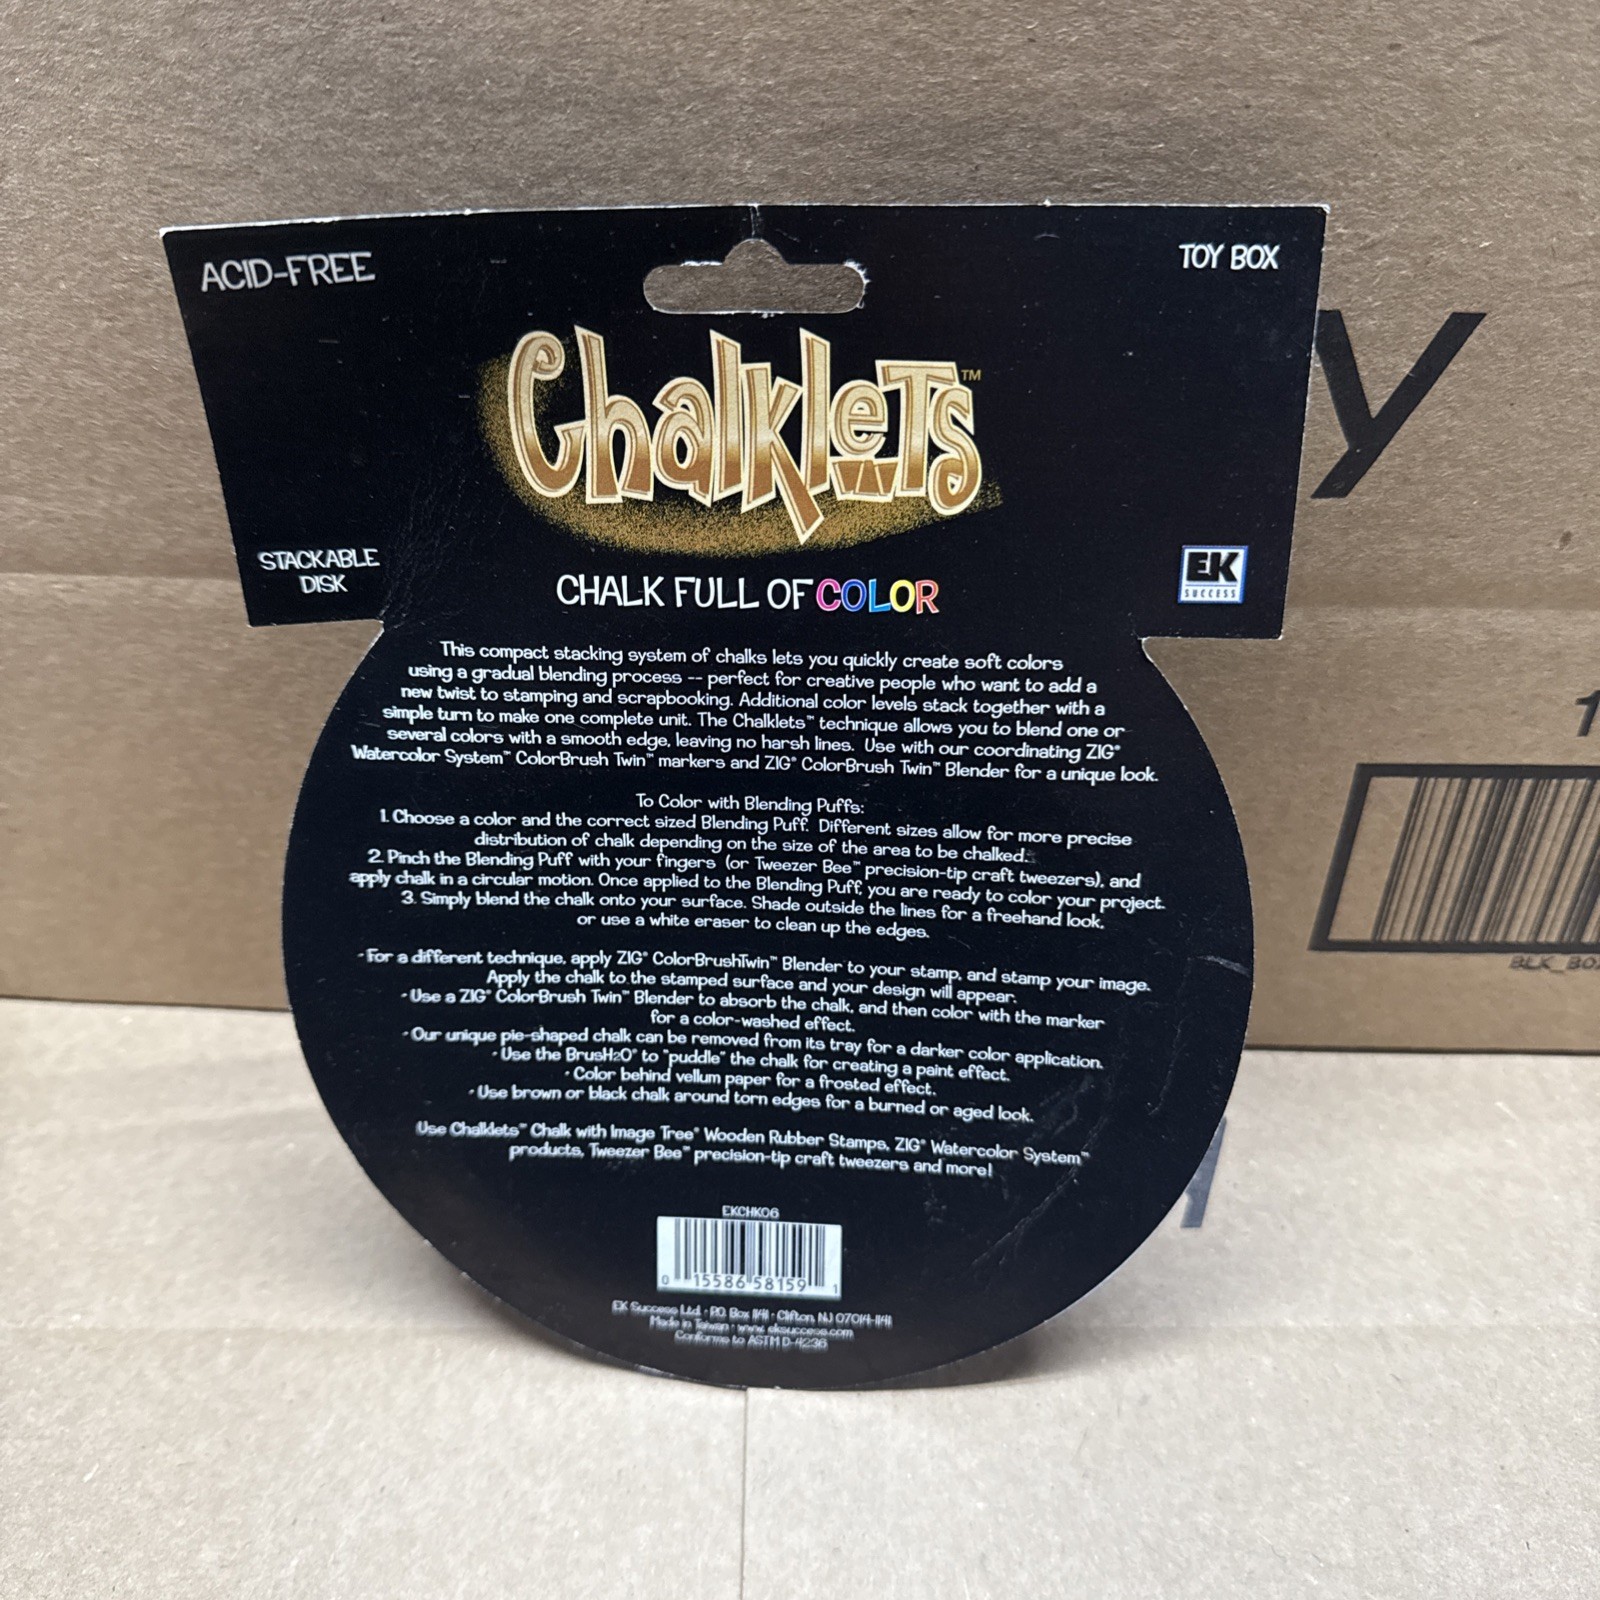 ACID-FREE
TOY BOX
Chalklets™
STACKABLE
DISK
EK
SUCCESS
CHALK FULL OF COLOR
This compact stacking system of chalks lets you quickly create soft colors
using a gradual blending process -- perfect for creative people who want to add a
new twist to stamping and scrapbooking. Additional color levels stack together with a
simple turn to make one complete unit. The Chalklets™ technique allows you to blend one or
several colors with a smooth edge, leaving no harsh lines. Use with our coordinating ZIG®
Watercolor System™ ColorBrush Twin™ markers and ZIG® ColorBrush Twin™ Blender for a unique look.
To Color with Blending Puffs:
1. Choose a color and the correct sized Blending Puff. Different sizes allow for more precise
distribution of chalk depending on the size of the area to be chalked.
2. Pinch the Blending Puff with your fingers (or Tweezer Bee™ precision-tip craft tweezers), and
apply chalk in a circular motion. Once applied to the Blending Puff, you are ready to color your project.
3. Simply blend the chalk onto your surface. Shade outside the lines for a freehand look,
or use a white eraser to clean up the edges.
• For a different technique, apply ZIG® ColorBrushTwin™ Blender to your stamp, and stamp your image.
Apply the chalk to the stamped surface and your design will appear.
• Use a ZIG® ColorBrush Twin™ Blender to absorb the chalk, and then color with the marker
for a color-washed effect.
• Our unique pie-shaped chalk can be removed from its tray for a darker color application.
• Use the BrusH2O® to "puddle" the chalk for creating a paint effect.
• Color behind vellum paper for a frosted effect.
• Use brown or black chalk around torn edges for a burned or aged look.
Use Chalklets™ Chalk with Image Tree® Wooden Rubber Stamps, ZIG® Watercolor System™
products, Tweezer Bee™ precision-tip craft tweezers and more!
EKCHK06
0 15586 58159 1
EK Success Ltd. • P.O. Box 1141 • Clifton, NJ 07014-1141
Made in Taiwan • www.eksuccess.com
Conforms to ASTM D-4236
y
1
BLK_BO